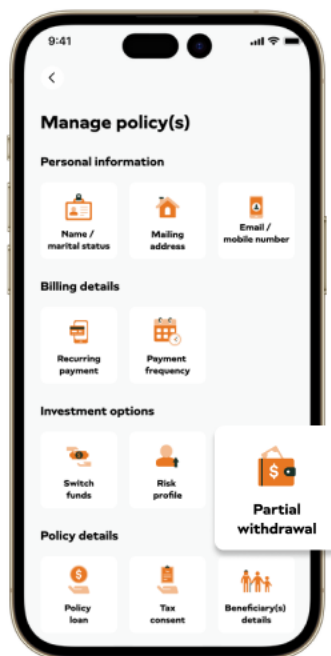 9:41
Manage policy(s)
Personal information
Name /
marital status
Mailing
address
Email /
mobile number
Billing details
Recurring
payment
Payment
frequency
Investment options
Switch
funds
Risk
profile
$
Partial
withdrawal
Policy details
$
Policy
loan
Tax
consent
Beneficiary(s)
details